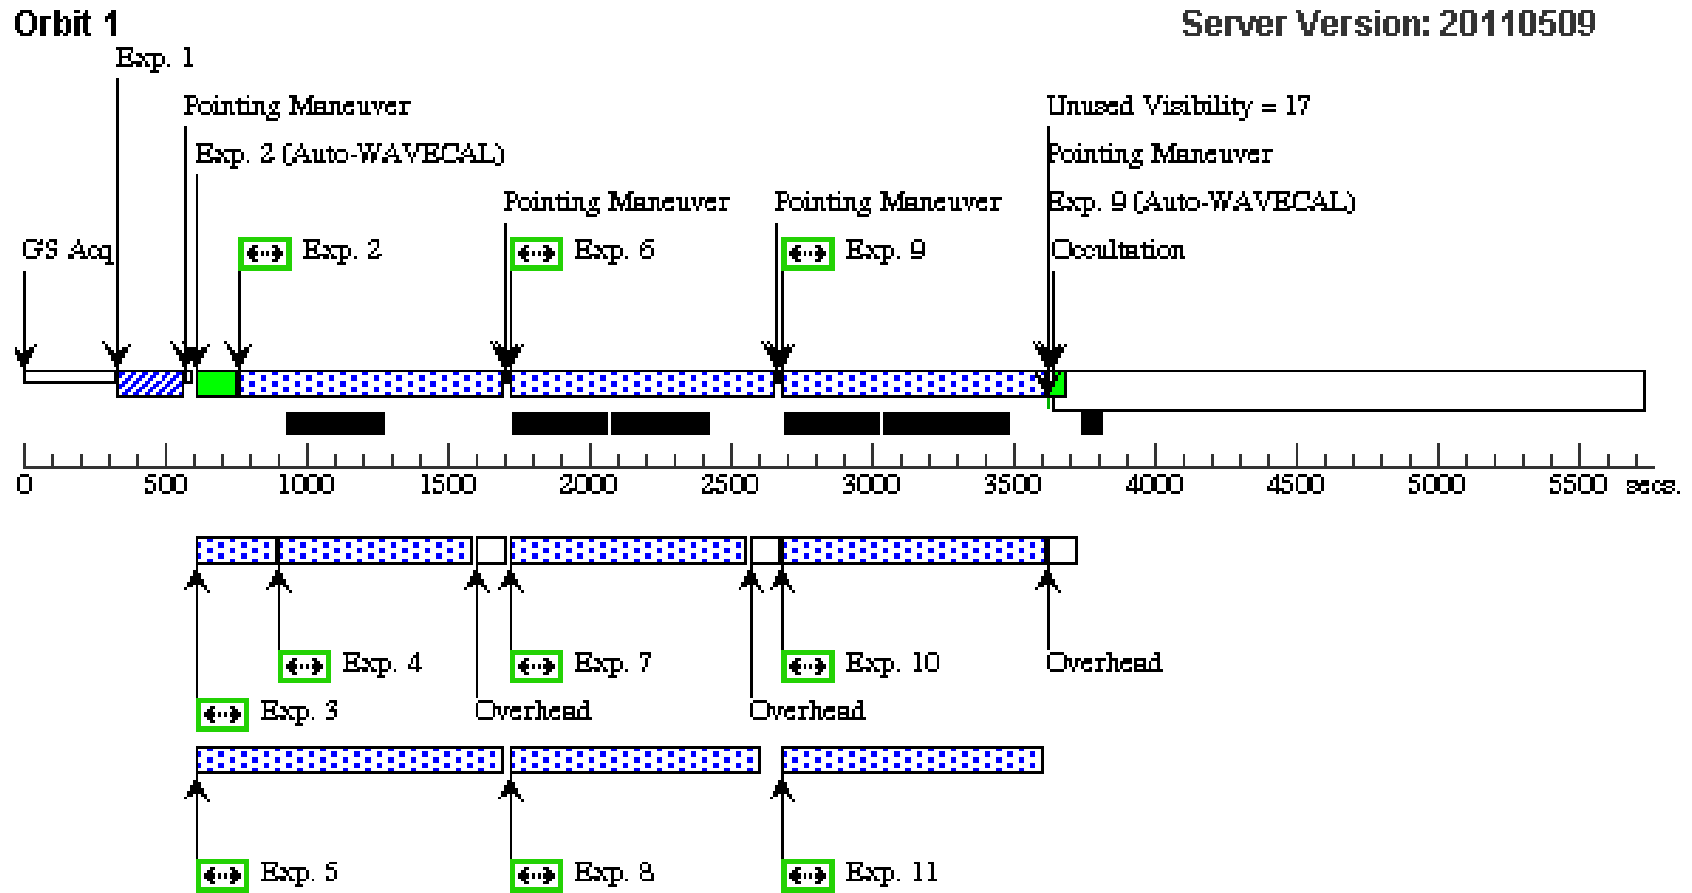 Orbit 1
Server Version: 20110509
Exp. 1
Pointing Maneuver
Unused Visibility = 17
Exp. 2 (Auto-WAVECAL)
Pointing Maneuver
Pointing Maneuver
Pointing Maneuver
Exp. 9 (Auto-WAVECAL)
GS Acq
Exp. 2
Exp. 6
Exp. 9
Occultation
0 500 1000 1500 2000 2500 3000 3500 4000 4500 5000 5500 secs.
Exp. 4
Exp. 7
Exp. 10
Overhead
Exp. 3
Overhead
Overhead
Exp. 5
Exp. 8
Exp. 11